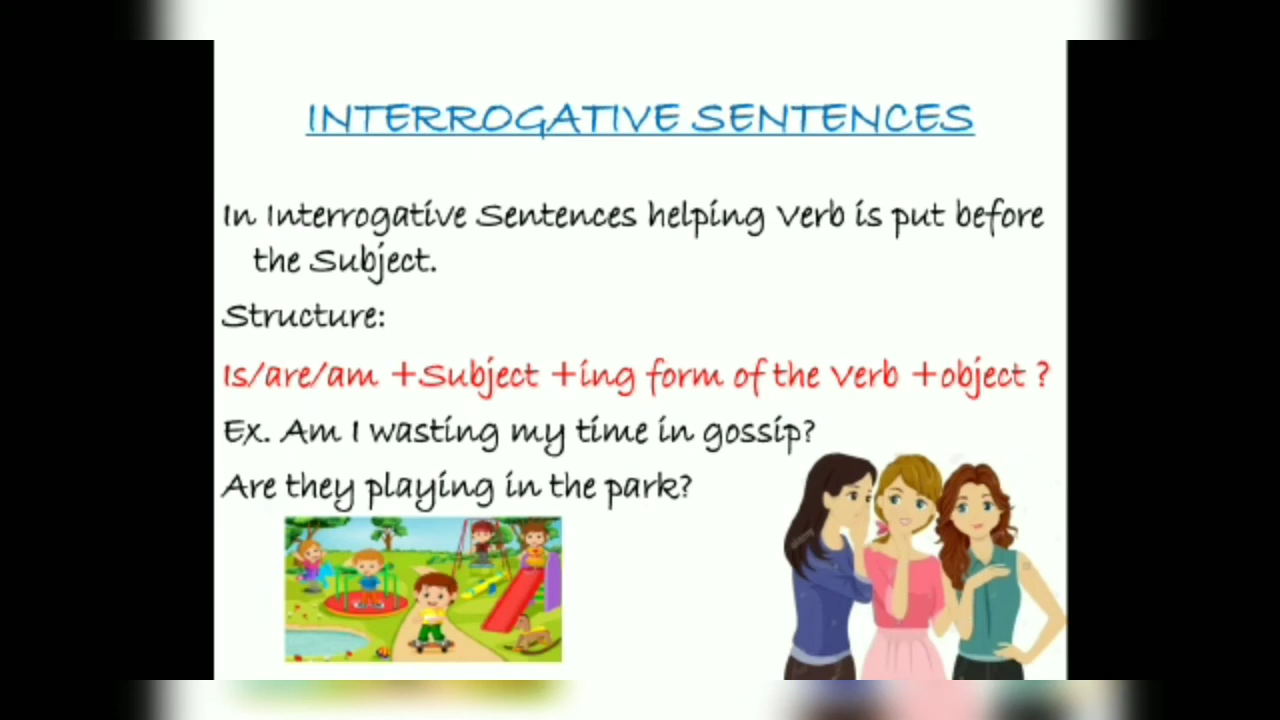 INTERROGATIVE SENTENCES
In Interrogative Sentences helping Verb is put before
the Subject.
Structure:
Is/are/am +Subject +ing form of the Verb +object ?
Ex. Am I wasting my time in gossip?
Are they playing in the park?